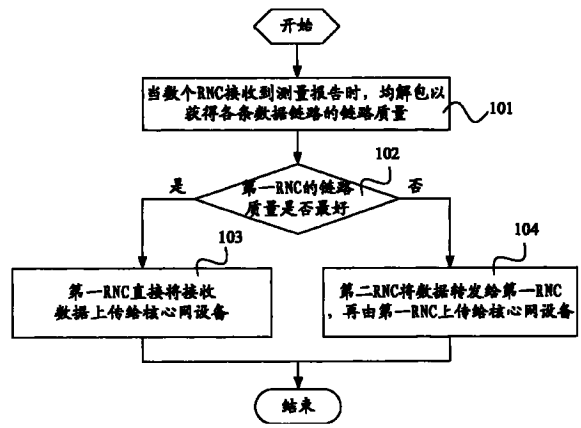 开始
当数个RNC接收到测量报告时，均解包以
获得各条数据链路的链路质量
101
102
第一RNC的链路
质量是否最好
是
否
103
第一RNC直接将接收
数据上传给核心网设备
104
第二RNC将数据转发给第一RNC
，再由第一RNC上传给核心网设备
结束